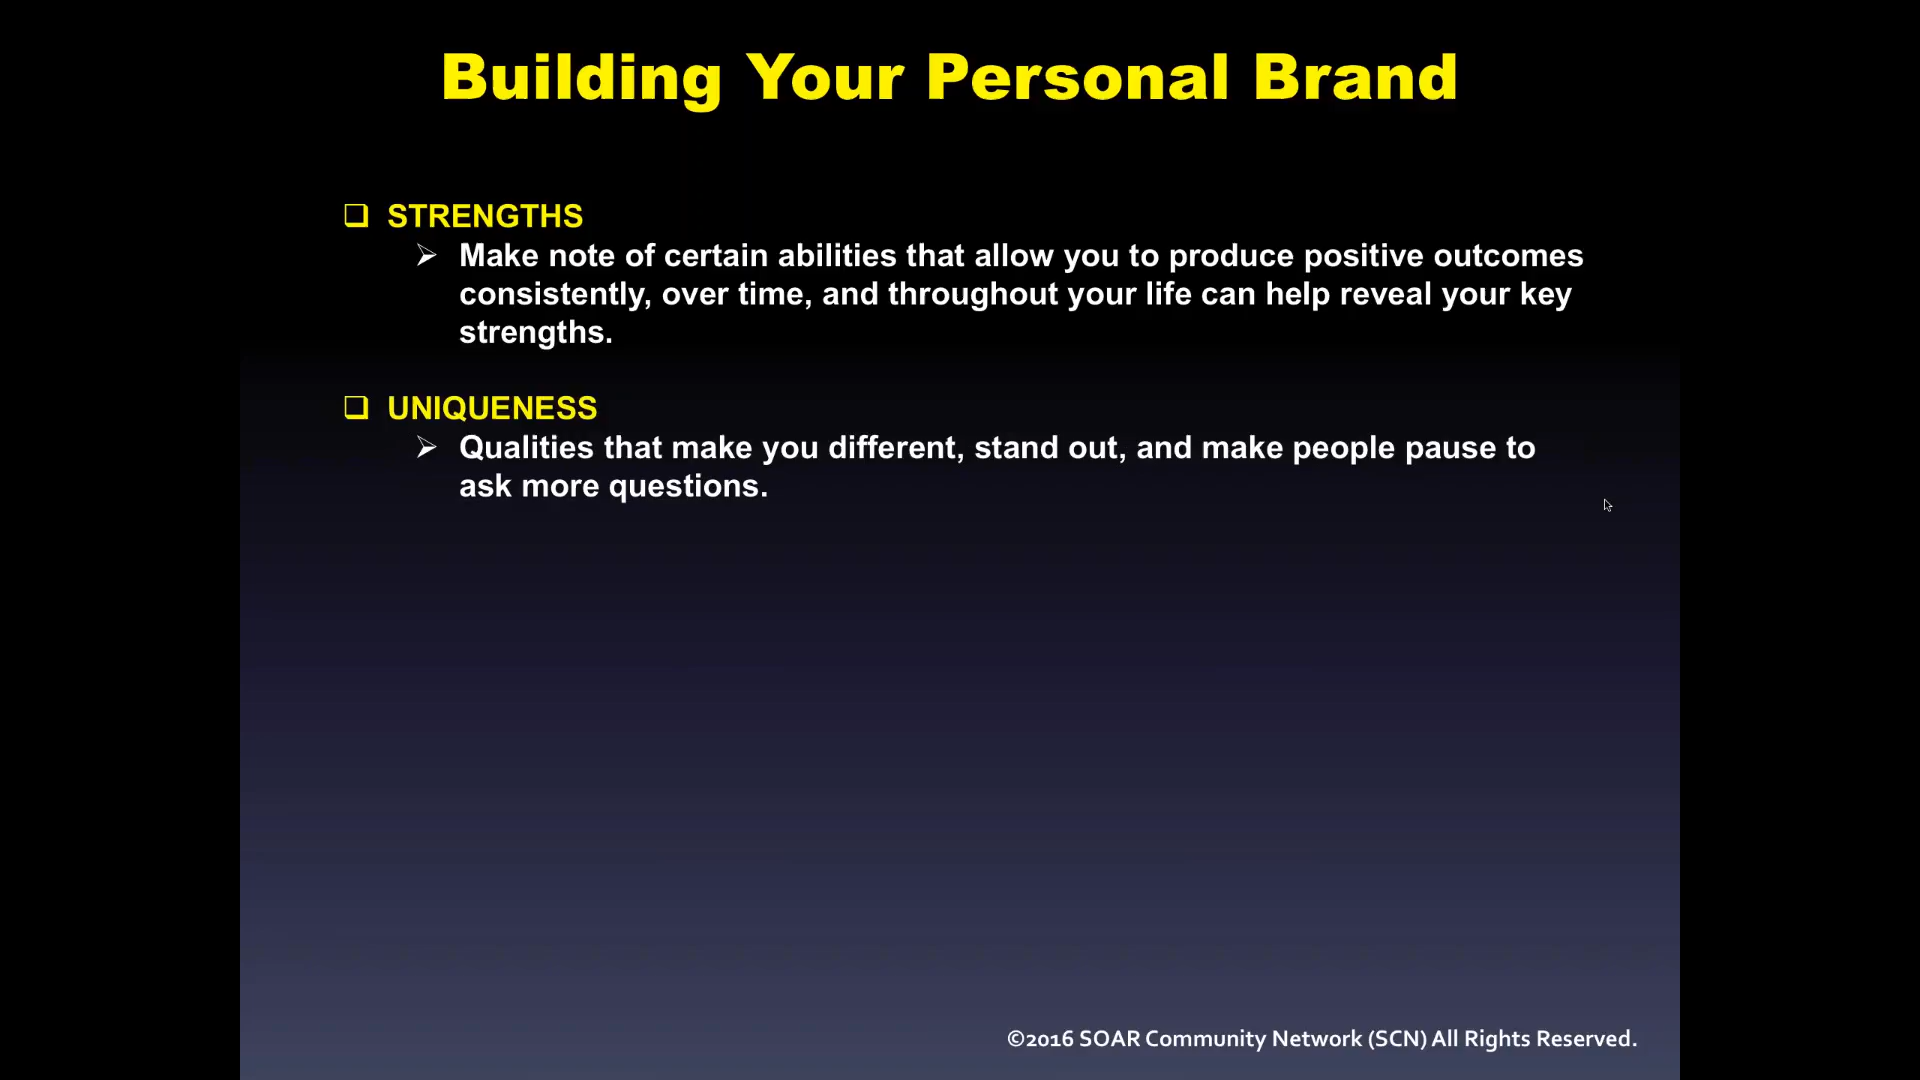 Building Your Personal Brand
STRENGTHS
Make note of certain abilities that allow you to produce positive outcomes
consistently, over time, and throughout your life can help reveal your key
strengths.
UNIQUENESS
Qualities that make you different, stand out, and make people pause to
ask more questions.
©2016 SOAR Community Network (SCN) All Rights Reserved.